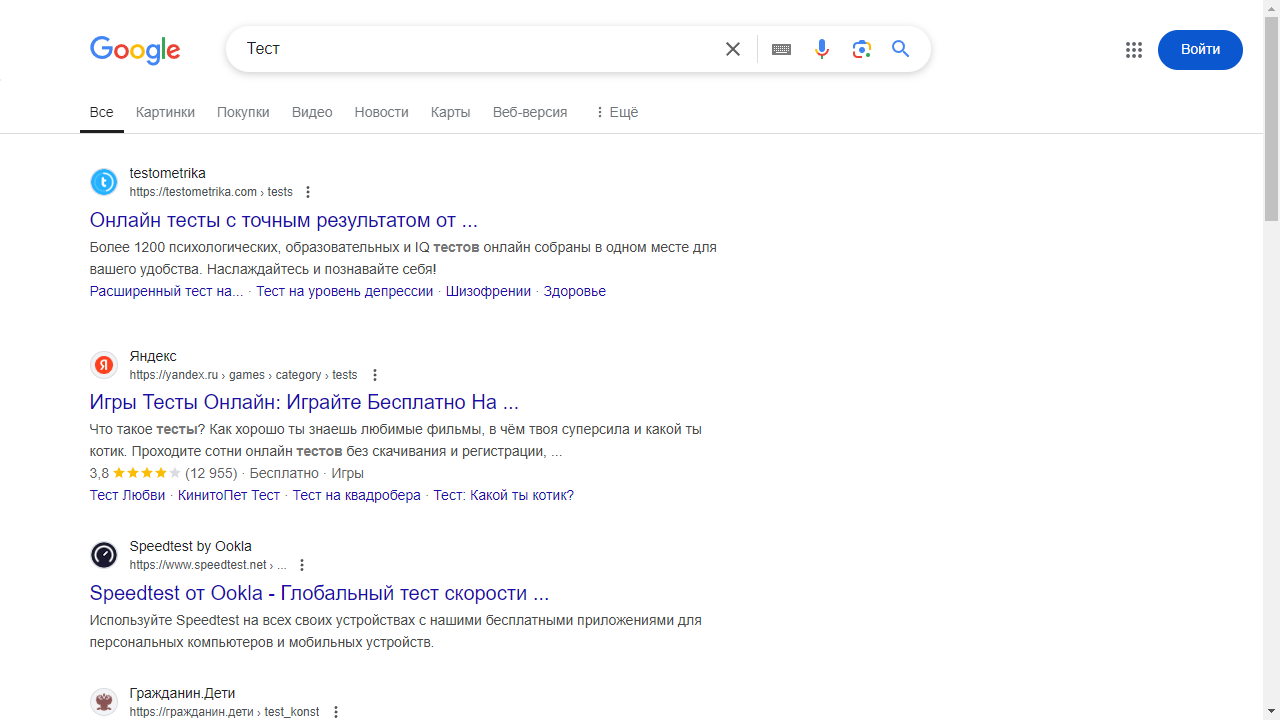 Google
Тест
Войти
Все Картинки Покупки Видео Новости Карты Веб-версия Ещё
testometrika
https://testometrika.com › tests
Онлайн тесты с точным результатом от ...
Более 1200 психологических, образовательных и IQ тестов онлайн собраны в одном месте для
вашего удобства. Наслаждайтесь и познавайте себя!
Расширенный тест на... · Тест на уровень депрессии · Шизофрении · Здоровье
Яндекс
https://yandex.ru › games › category › tests
Игры Тесты Онлайн: Играйте Бесплатно На ...
Что такое тесты? Как хорошо ты знаешь любимые фильмы, в чём твоя суперсила и какой ты
котик. Проходите сотни онлайн тестов без скачивания и регистрации, ...
3,8 (12 955) · Бесплатно · Игры
Тест Любви · КинитоПет Тест · Тест на квадробера · Тест: Какой ты котик?
Speedtest by Ookla
https://www.speedtest.net › ...
Speedtest от Ookla - Глобальный тест скорости ...
Используйте Speedtest на всех своих устройствах с нашими бесплатными приложениями для
персональных компьютеров и мобильных устройств.
Гражданин.Дети
https://гражданин.дети › test_konst